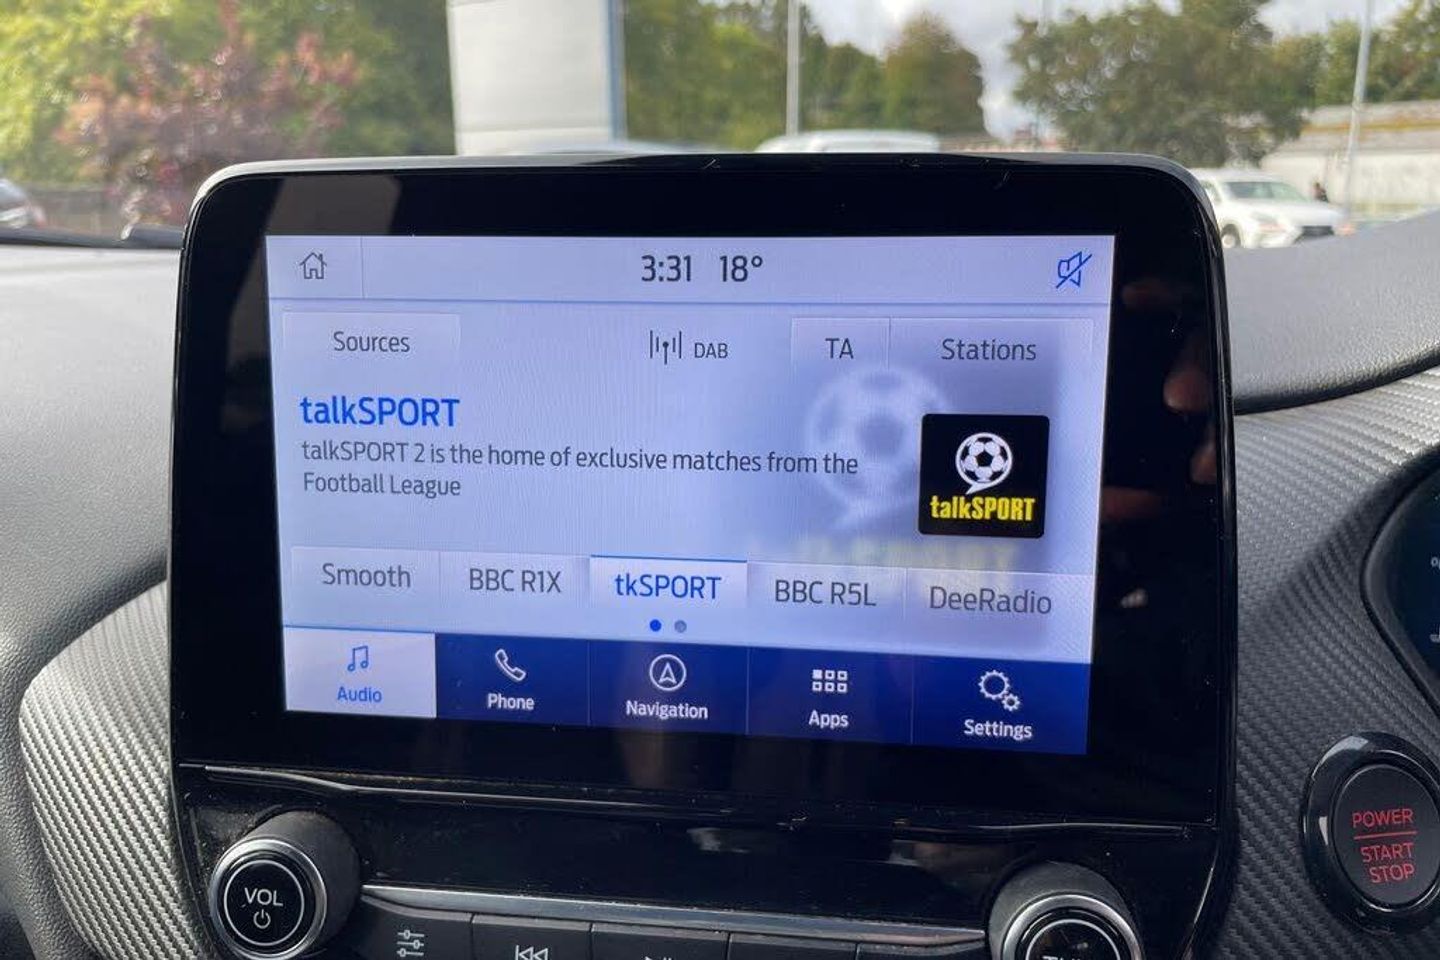 3:31 18°
Sources
DAB
TA
Stations
talkSPORT
talkSPORT 2 is the home of exclusive matches from the
Football League
talkSPORT
Smooth
BBC R1X
tkSPORT
BBC R5L
DeeRadio
Audio
Phone
Navigation
Apps
Settings
VOL
POWER
START
STOP